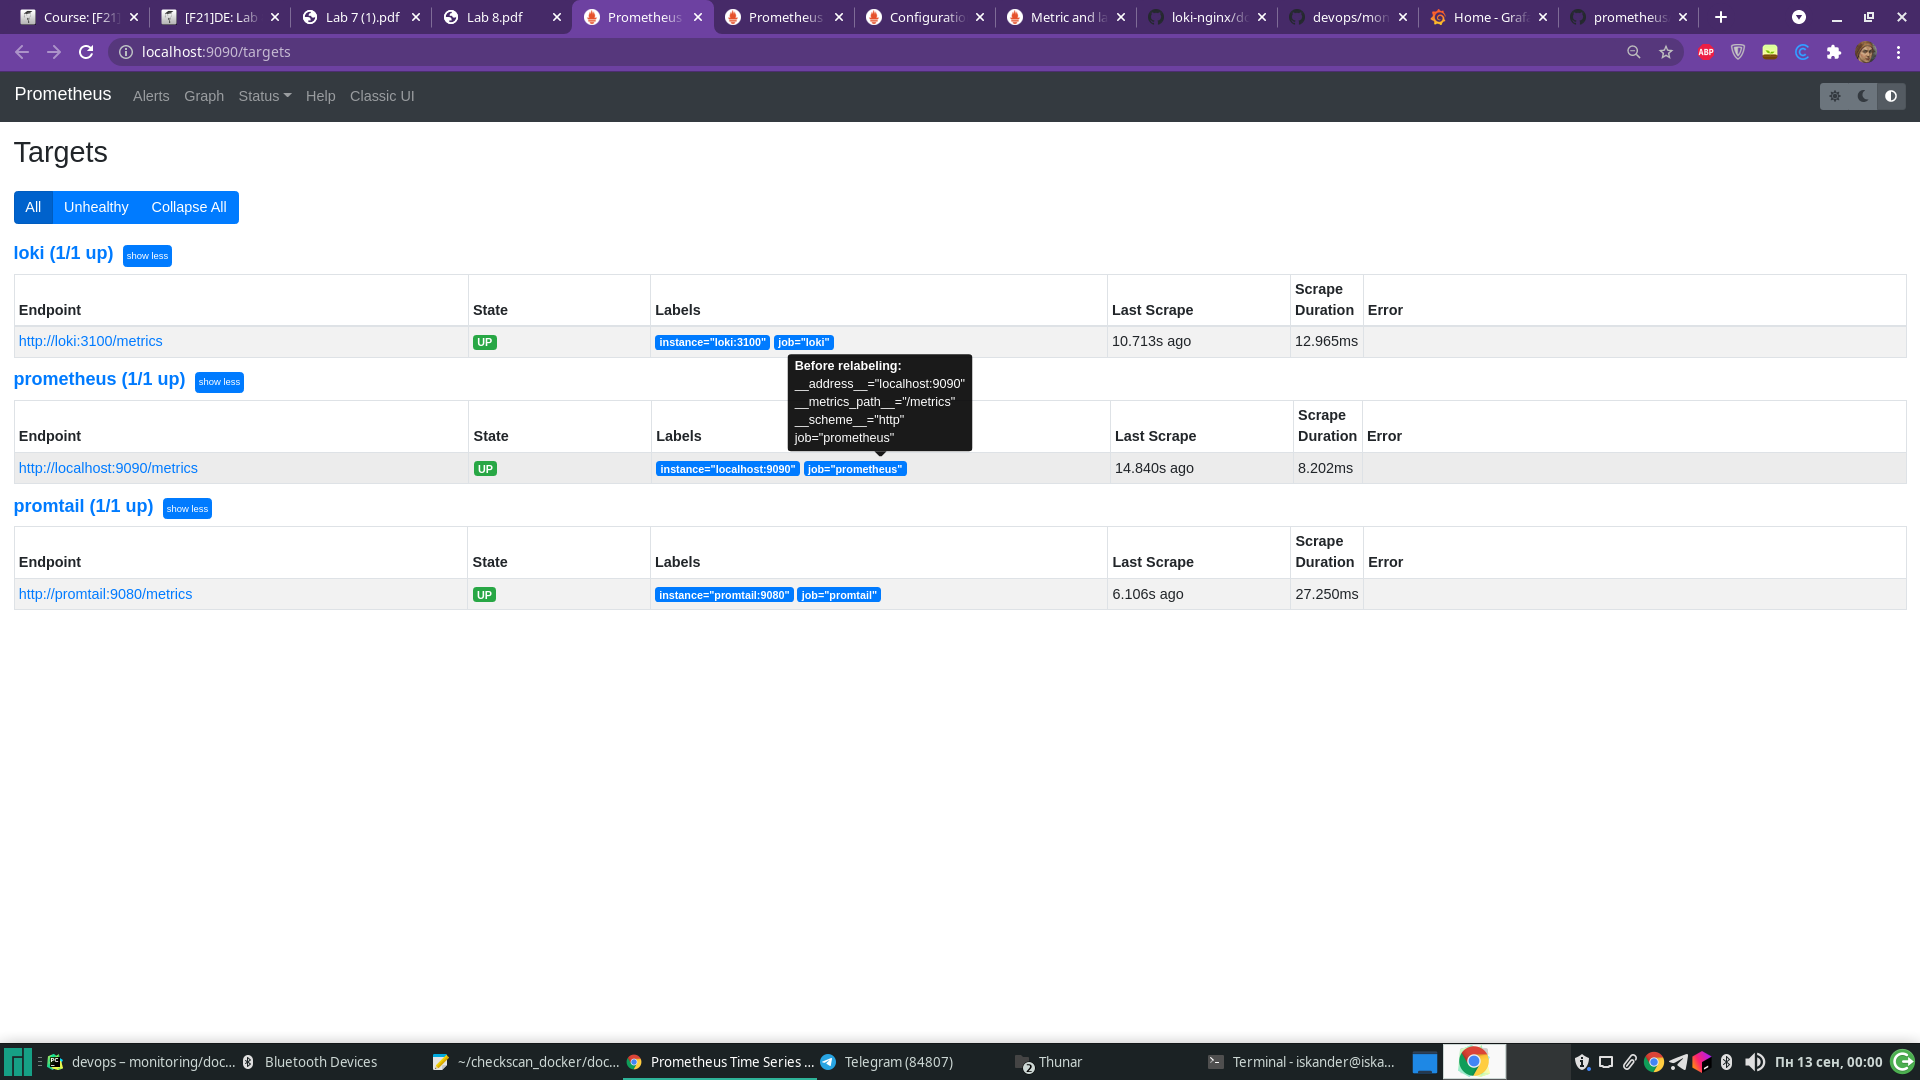 Course: [F21]
[F21]DE: Lab
Lab 7 (1).pdf
Lab 8.pdf
Prometheus
Prometheus
Configuratio
Metric and la
loki-nginx/do
devops/mon
Home - Grafa
prometheus
localhost:9090/targets
ABP
Prometheus Alerts Graph Status Help Classic UI
Targets
All Unhealthy Collapse All
loki (1/1 up) show less
Endpoint State Labels Last Scrape Scrape Duration Error
http://loki:3100/metrics UP instance="loki:3100" job="loki" 10.713s ago 12.965ms
Before relabeling:
__address__="localhost:9090"
__metrics_path__="/metrics"
__scheme__="http"
job="prometheus"
prometheus (1/1 up) show less
Endpoint State Labels Last Scrape Scrape Duration Error
http://localhost:9090/metrics UP instance="localhost:9090" job="prometheus" 14.840s ago 8.202ms
promtail (1/1 up) show less
Endpoint State Labels Last Scrape Scrape Duration Error
http://promtail:9080/metrics UP instance="promtail:9080" job="promtail" 6.106s ago 27.250ms
devops – monitoring/doc... Bluetooth Devices ~/checkscan_docker/doc... Prometheus Time Series ... Telegram (84807) 2 Thunar Terminal - iskander@iska... Пн 13 сен, 00:00